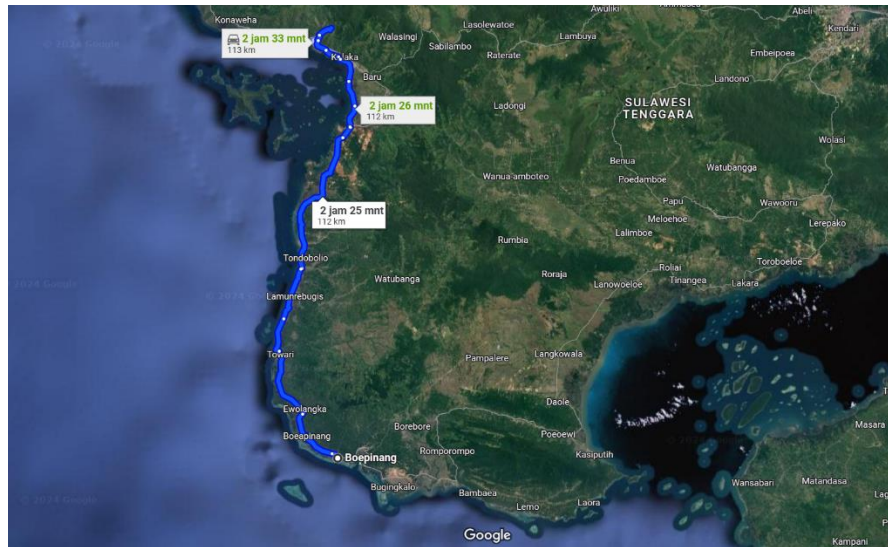 Konaweha
Awuliki
Abeli
Lasolewatoe
Kendari
Walasingi
Lambuya
2 jam 33 mnt
113 km
Sabilambo
Raterate
Embeipoea
Kolaka
Baru
Landono
2 jam 26 mnt
112 km
Ladongi
SULAWESI
TENGGARA
Wolasi
Benua
Watubangga
Wanua-amboteo
Poedamboe
Papu
Wawooru
2 jam 25 mnt
112 km
Meloehoe
Lerepako
Lalimboe
Rumbia
Tondobolio
Toroboeloe
Roliai
Roraja
Watubanga
Tinangea
Lakara
Lanowoeloe
Lamunrebugis
Towari
Langkowala
Pampalere
Daole
Ewolangka
Masara
Borebore
Boeapinang
Poeoewi
Romporompo
Kasiputih
Boepinang
Wansabari
Matandasa
Bugingkalo
Bambaea
Laora
Lemo
Google
Kampani